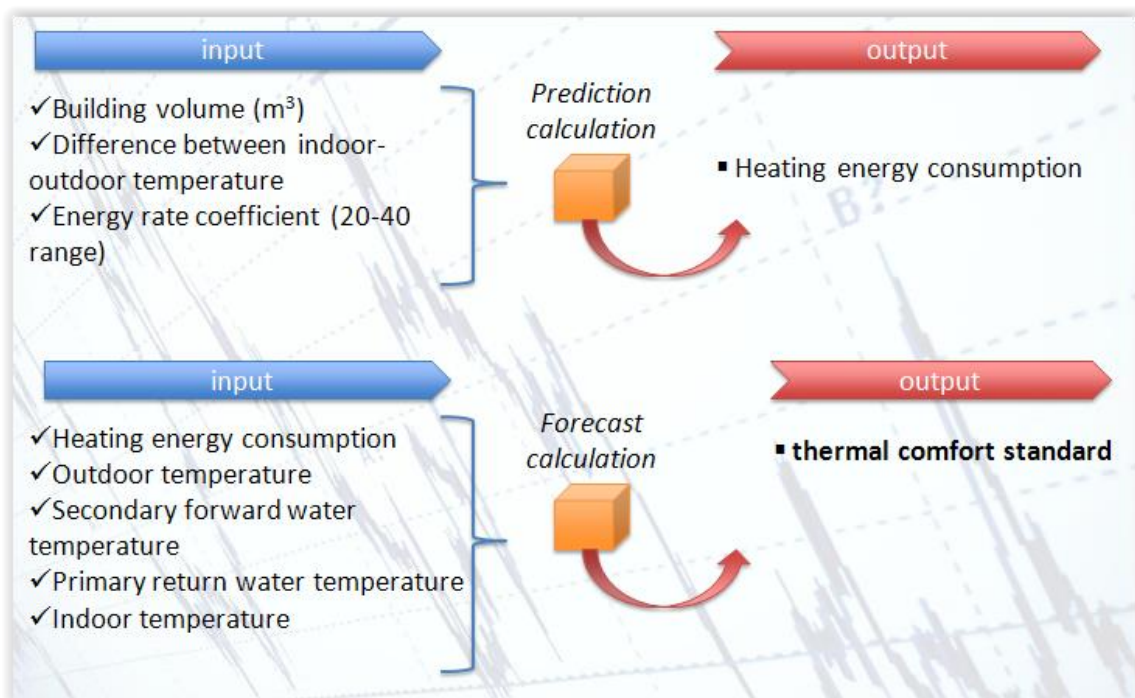 input
output
✓Building volume (m³)
✓Difference between indoor-
outdoor temperature
✓Energy rate coefficient (20-40
range)
Prediction
calculation
▪ Heating energy consumption
input
output
✓Heating energy consumption
✓Outdoor temperature
✓Secondary forward water
temperature
✓Primary return water temperature
✓Indoor temperature
Forecast
calculation
▪ thermal comfort standard